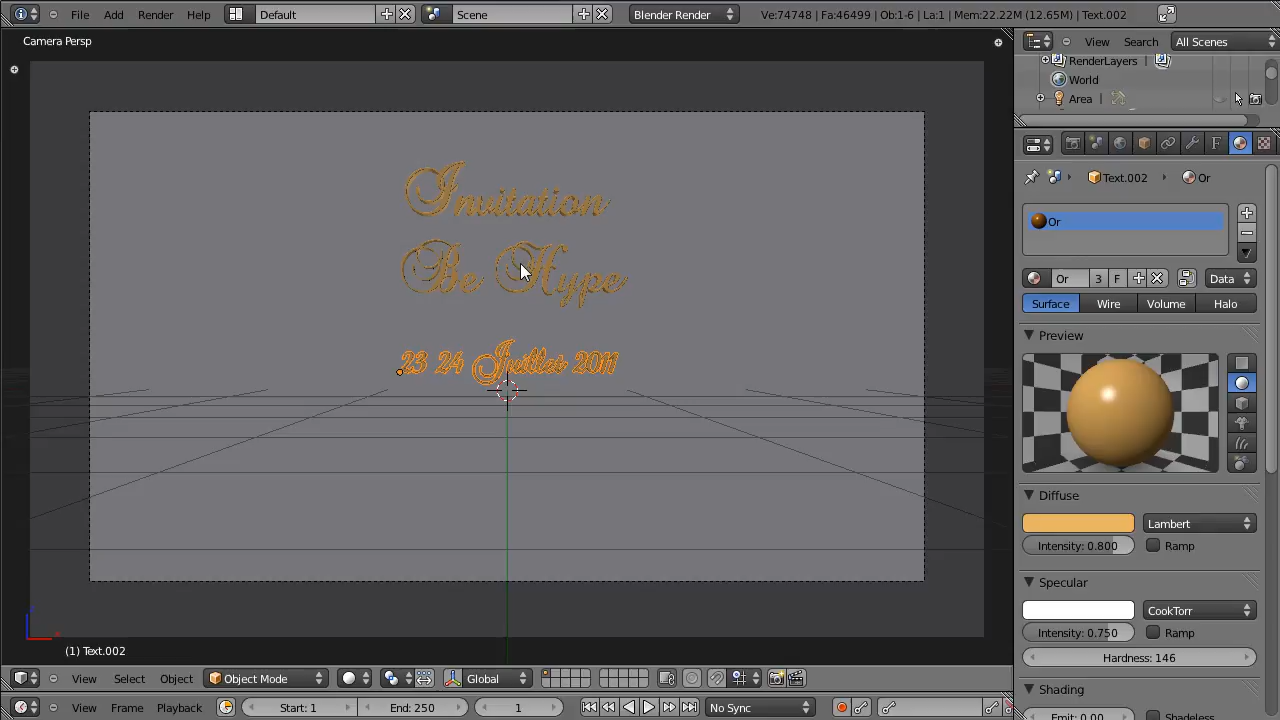 File Add Render Help Default Scene Blender Render Ve:74748 | Fa:46499 | Ob:1-6 | La:1 | Mem:22.22M (12.65M) | Text.002
Camera Persp
View Search All Scenes
RenderLayers
World
Area
Text.002 Or
Or
Or 3 F Data
Surface Wire Volume Halo
Preview
Invitation
Be Hype
23 24 Juillet 2011
Diffuse
Lambert
Intensity: 0.800 Ramp
Specular
CookTorr
Intensity: 0.750 Ramp
Hardness: 146
Shading
Emit: 0.00 Shadeless
(1) Text.002
View Select Object Object Mode Global
View Frame Playback Start: 1 End: 250 1 No Sync